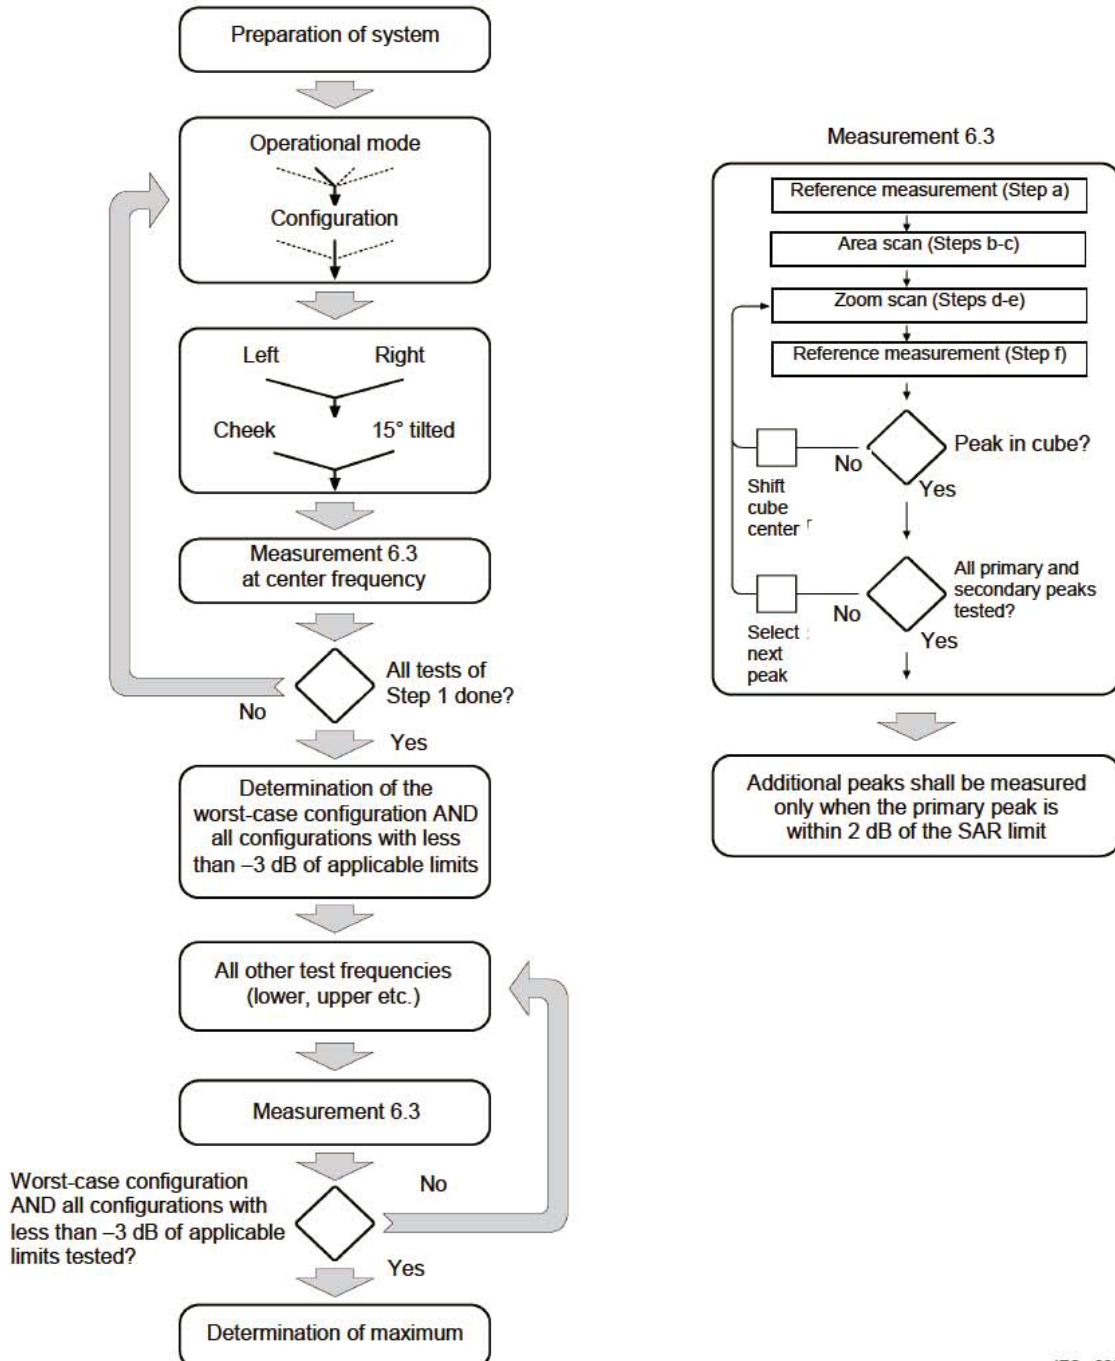 Preparation of system
Operational mode
Configuration
Left Right
Cheek 15° tilted
Measurement 6.3
at center frequency
All tests of
Step 1 done?
No
Yes
Determination of the
worst-case configuration AND
all configurations with less
than –3 dB of applicable limits
All other test frequencies
(lower, upper etc.)
Measurement 6.3
Worst-case configuration
AND all configurations with
less than –3 dB of applicable
limits tested?
No
Yes
Determination of maximum
Measurement 6.3
Reference measurement (Step a)
Area scan (Steps b-c)
Zoom scan (Steps d-e)
Reference measurement (Step f)
Peak in cube?
No
Yes
Shift
cube
center
All primary and
secondary peaks
tested?
No
Yes
Select
next
peak
Additional peaks shall be measured
only when the primary peak is
within 2 dB of the SAR limit